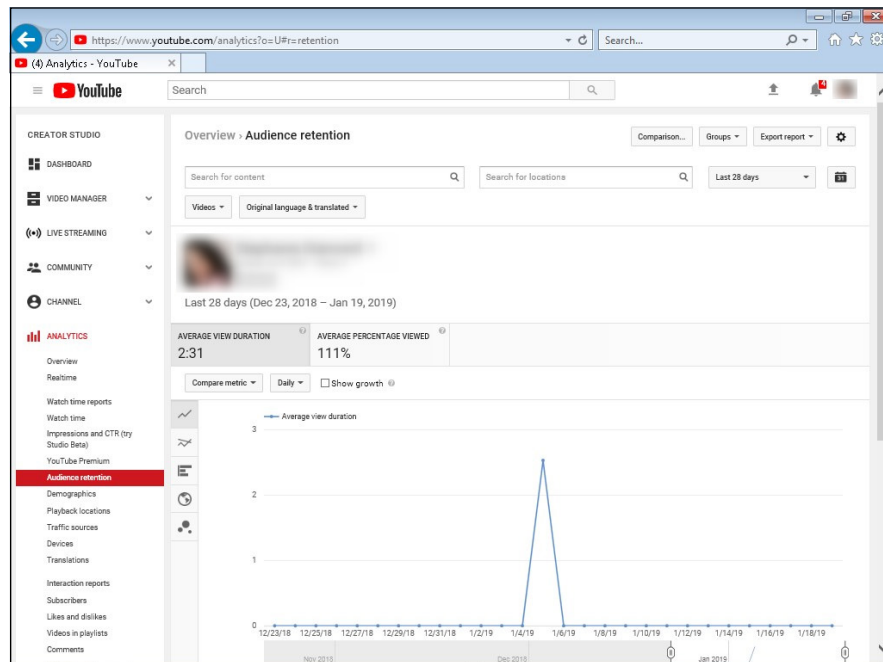 https://www.youtube.com/analytics?o=U#r=retention
Search...
(4) Analytics - YouTube
YouTube
Search
4
CREATOR STUDIO
DASHBOARD
VIDEO MANAGER
LIVE STREAMING
COMMUNITY
CHANNEL
ANALYTICS
Overview
Realtime
Watch time reports
Watch time
Impressions and CTR (try
Studio Beta)
YouTube Premium
Audience retention
Demographics
Playback locations
Traffic sources
Devices
Translations
Interaction reports
Subscribers
Likes and dislikes
Videos in playlists
Comments
Overview › Audience retention
Comparison... Groups Export report
Search for content Search for locations Last 28 days 31
Videos Original language & translated
Last 28 days (Dec 23, 2018 – Jan 19, 2019)
AVERAGE VIEW DURATION ? AVERAGE PERCENTAGE VIEWED ?
2:31 111%
Compare metric Daily Show growth ?
Average view duration
3
2
1
0
12/23/18 12/25/18 12/27/18 12/29/18 12/31/18 1/2/19 1/4/19 1/6/19 1/8/19 1/10/19 1/12/19 1/14/19 1/16/19 1/18/19
Nov 2018 Dec 2018 Jan 2019